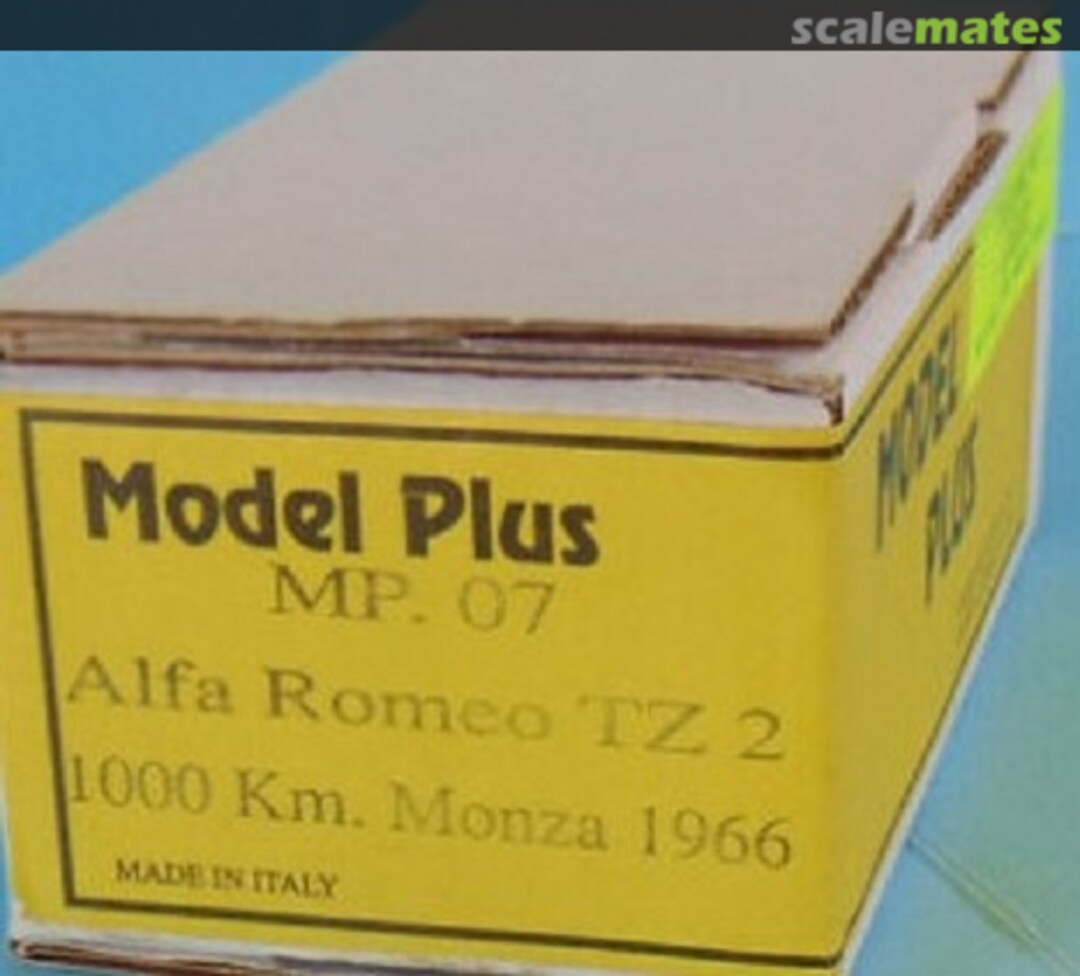 scalemates
Model Plus
MP. 07
Alfa Romeo TZ 2
1000 Km. Monza 1966
MADE IN ITALY
MODEL
PLUS